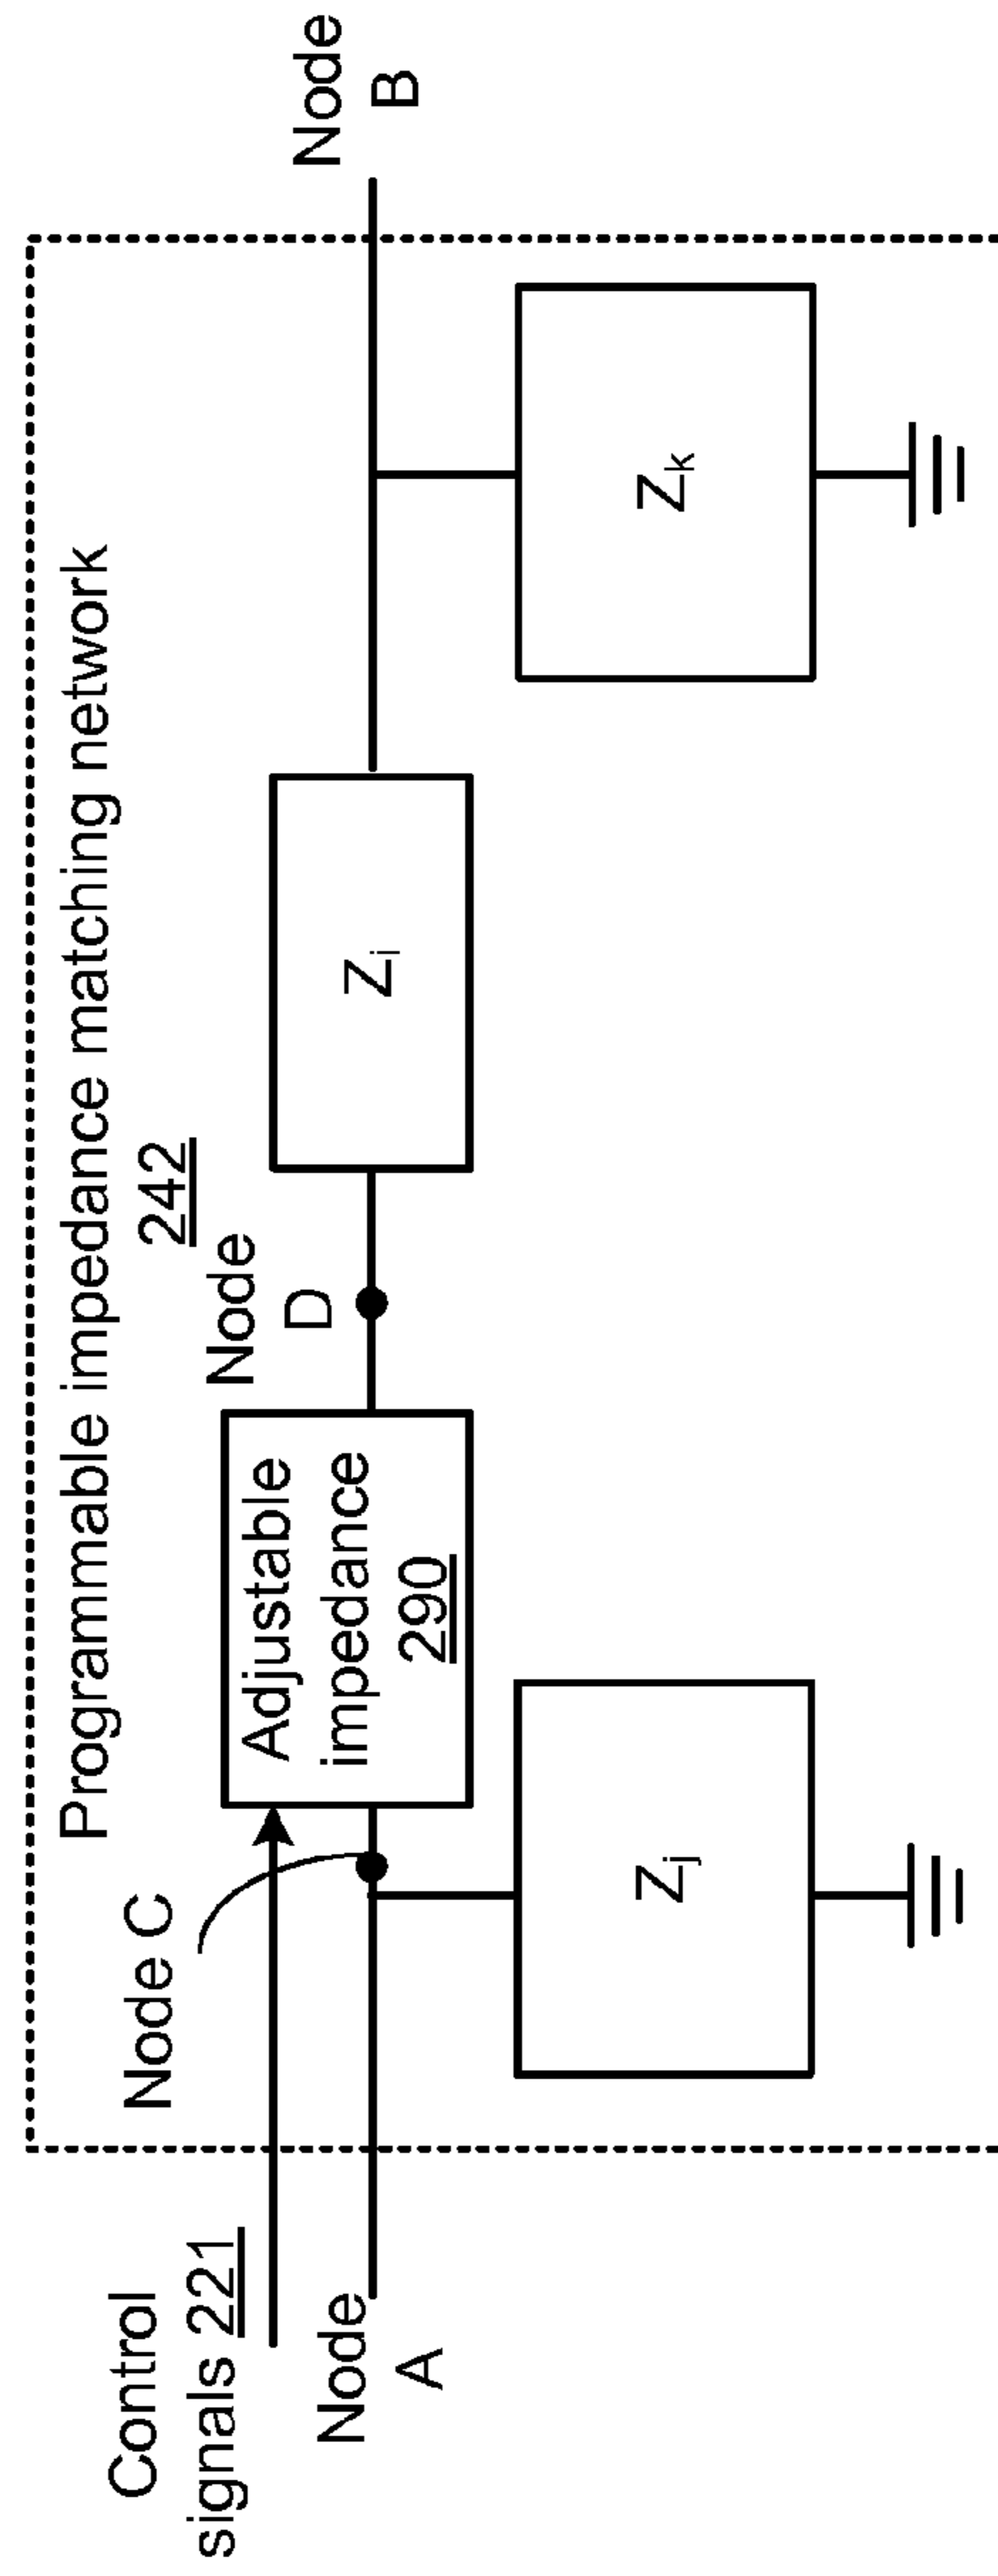 Programmable impedance matching network
242
Control
signals 221
Node
A
Node C
Adjustable
impedance
290
Node
D
Zi
Zj
Zk
Node
B